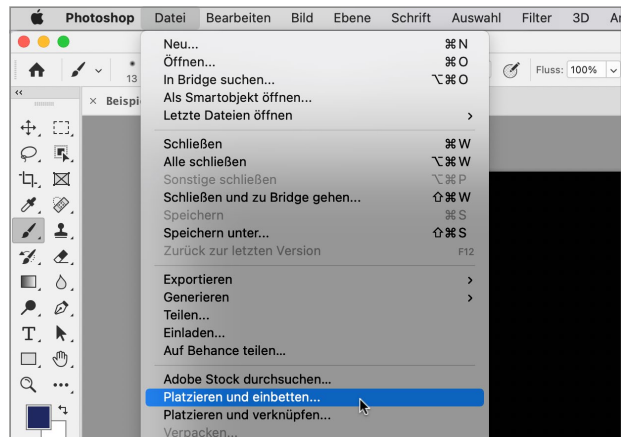 Photoshop Datei Bearbeiten Bild Ebene Schrift Auswahl Filter 3D
13 Fluss: 100%
× Beispi
Neu... ⌘N
Öffnen... ⌘O
In Bridge suchen... ⌥⌘O
Als Smartobjekt öffnen...
Letzte Dateien öffnen >
Schließen ⌘W
Alle schließen ⌥⌘W
Sonstige schließen ⌥⌘P
Schließen und zu Bridge gehen... ⇧⌘W
Speichern ⌘S
Speichern unter... ⇧⌘S
Zurück zur letzten Version F12
Exportieren >
Generieren >
Teilen...
Einladen...
Auf Behance teilen...
Adobe Stock durchsuchen...
Platzieren und einbetten...
Platzieren und verknüpfen...
Verpacken...